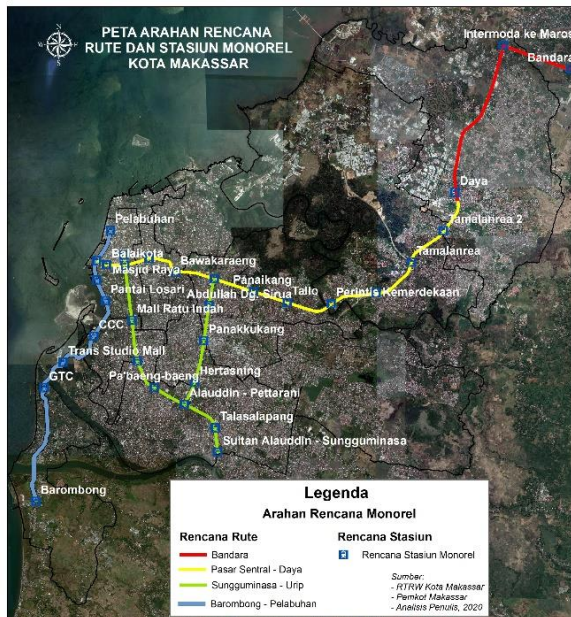 PETA ARAHAN RENCANA
RUTE DAN STASIUN MONOREL
KOTA MAKASSAR
Intermoda ke Maros
Bandara
Daya
Tamalanrea 2
Tamalanrea
Pelabuhan
Balaikota
Bawakaraeng
Masjid Raya
Panaikang
Pantai Losari
Abdullah Dg. Sirua
Tallo
Perintis Kemerdekaan
Mall Ratu Indah
CCC
Panakkukang
Trans Studio Mall
GTC
Pa'baeng-baeng
Hertasning
Alauddin - Pettarani
Talasalapang
Sultan Alauddin - Sungguminasa
Barombong
Legenda
Arahan Rencana Monorel
Rencana Rute
Bandara
Pasar Sentral - Daya
Sungguminasa - Urip
Barombong - Pelabuhan
Rencana Stasiun
Rencana Stasiun Monorel
Sumber:
- RTRW Kota Makassar
- Pemkot Makassar
- Analisis Penulis, 2020